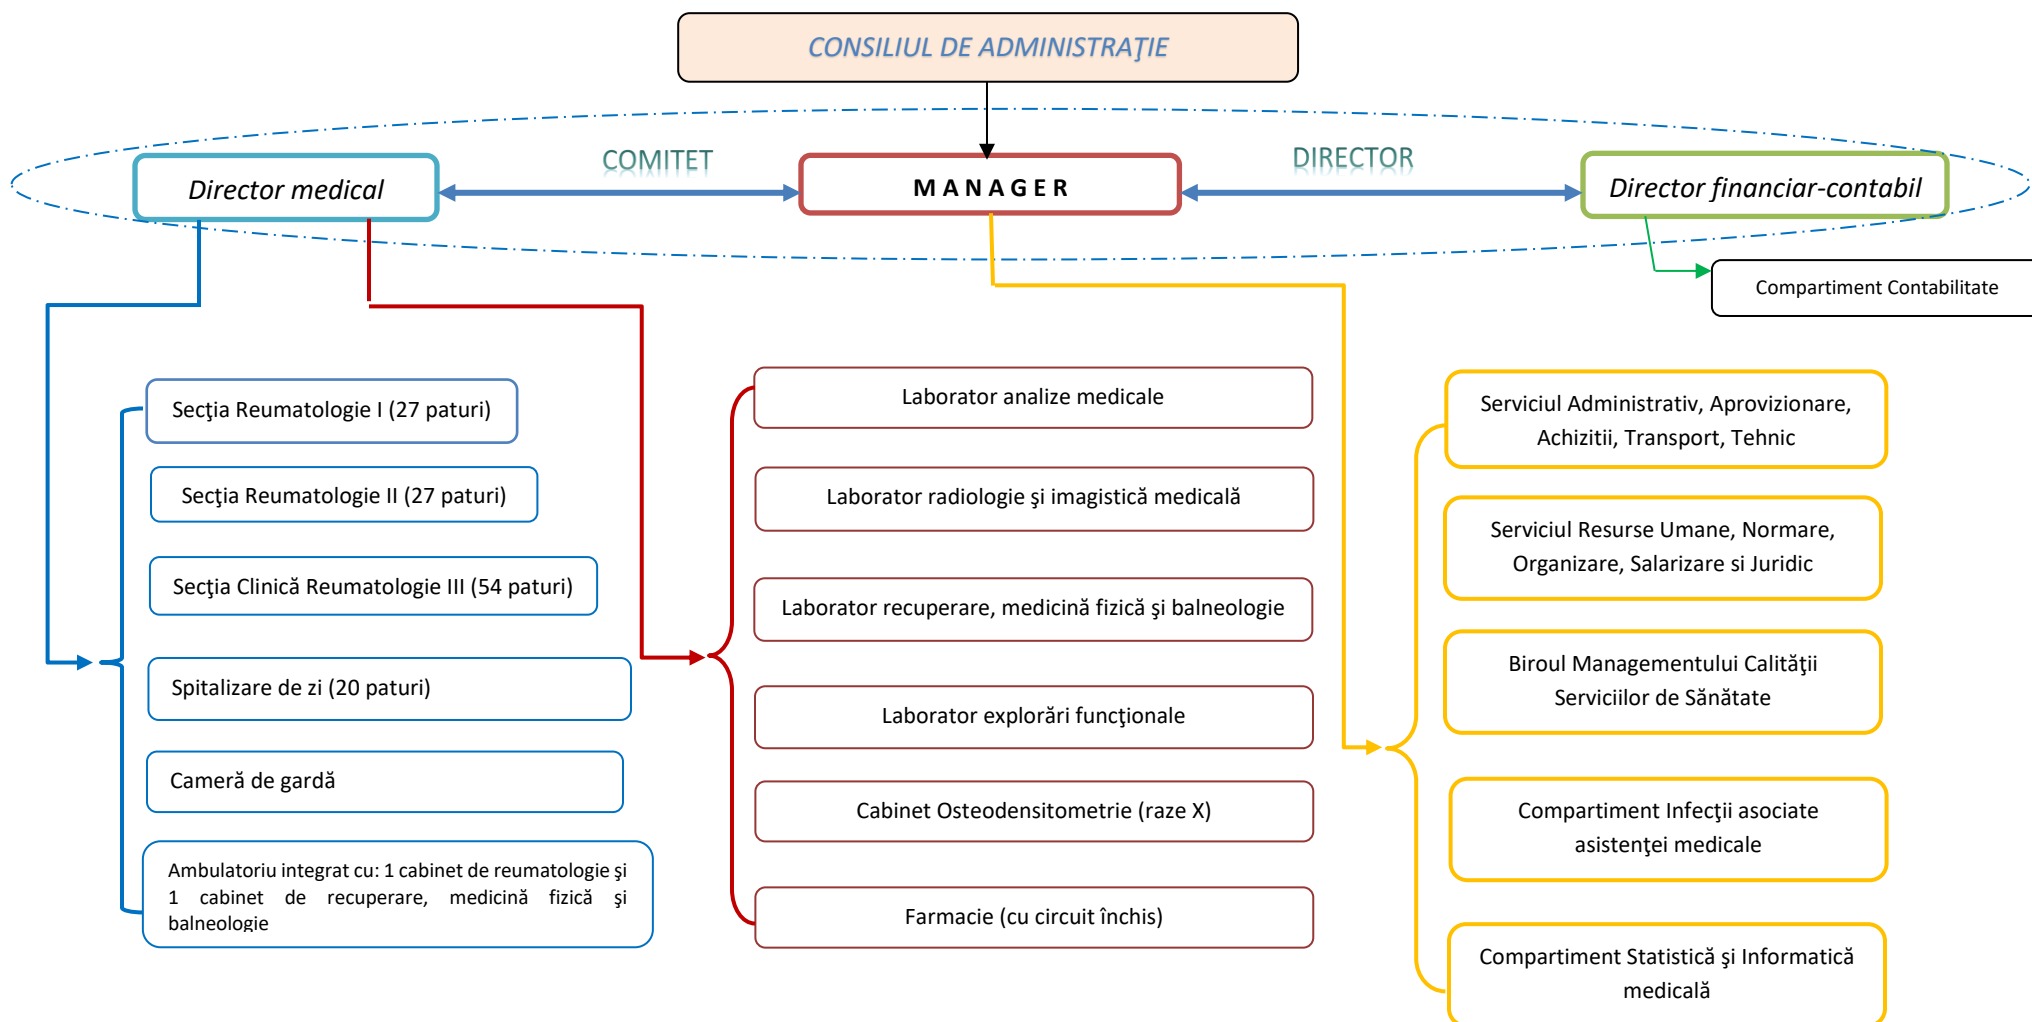 CONSILIUL DE ADMINISTRAŢIE
COMITET
DIRECTOR
Director medical
M A N A G E R
Director financiar-contabil
Compartiment Contabilitate
Secţia Reumatologie I (27 paturi)
Secţia Reumatologie II (27 paturi)
Secţia Clinică Reumatologie III (54 paturi)
Spitalizare de zi (20 paturi)
Cameră de gardă
Ambulatoriu integrat cu: 1 cabinet de reumatologie şi
1 cabinet de recuperare, medicină fizică şi
balneologie
Laborator analize medicale
Laborator radiologie şi imagistică medicală
Laborator recuperare, medicină fizică şi balneologie
Laborator explorări funcţionale
Cabinet Osteodensitometrie (raze X)
Farmacie (cu circuit închis)
Serviciul Administrativ, Aprovizionare,
Achizitii, Transport, Tehnic
Serviciul Resurse Umane, Normare,
Organizare, Salarizare si Juridic
Biroul Managementului Calităţii
Serviciilor de Sănătate
Compartiment Infecţii asociate
asistenţei medicale
Compartiment Statistică şi Informatică
medicală